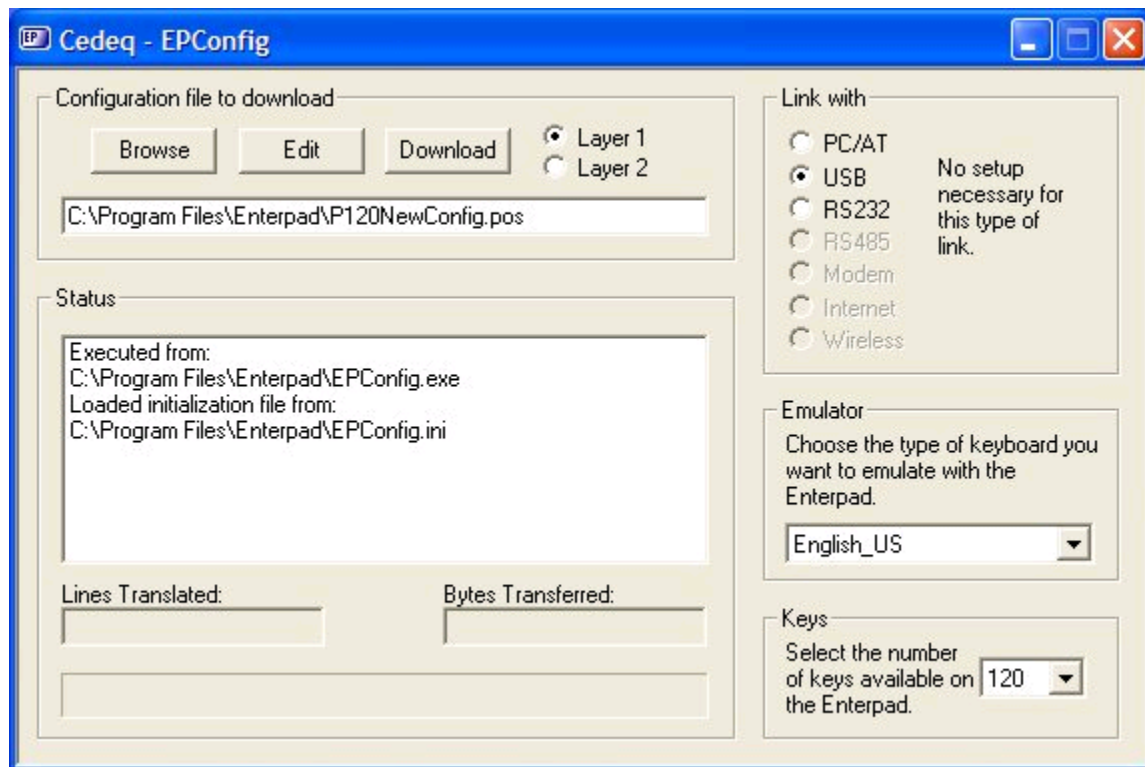 EP Cedeq - EPConfig
Configuration file to download
Browse Edit Download
Layer 1
Layer 2
C:\Program Files\Enterpad\P120NewConfig.pos
Status
Executed from:
C:\Program Files\Enterpad\EPConfig.exe
Loaded initialization file from:
C:\Program Files\Enterpad\EPConfig.ini
Lines Translated:
Bytes Transferred:
Link with
PC/AT
USB
RS232
RS485
Modem
Internet
Wireless
No setup
necessary for
this type of
link.
Emulator
Choose the type of keyboard you
want to emulate with the
Enterpad.
English_US
Keys
Select the number
of keys available on
the Enterpad.
120